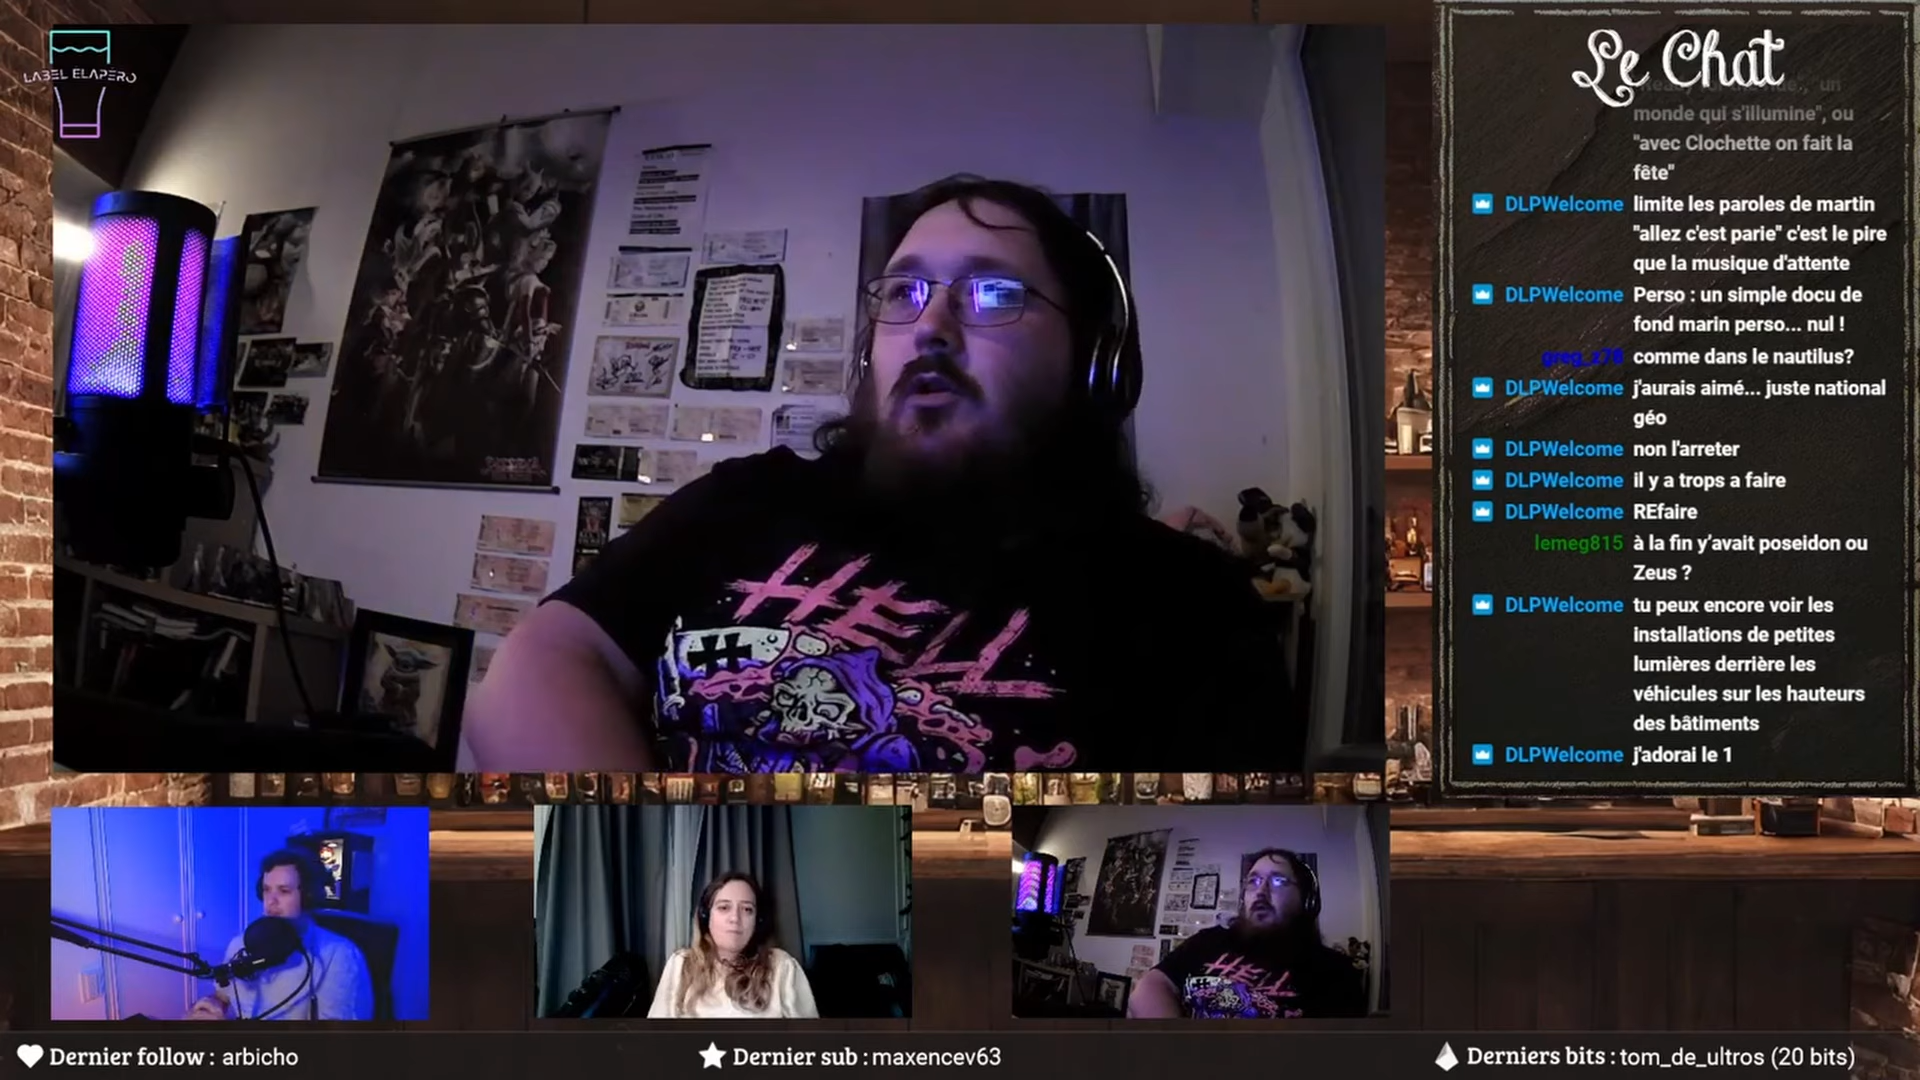 LABEL ELAPÉRO
HELL
Le Chat
monde qui s'illumine", ou
"avec Clochette on fait la
fête"
DLPWelcome limite les paroles de martin
"allez c'est parie" c'est le pire
que la musique d'attente
DLPWelcome Perso : un simple docu de
fond marin perso... nul !
greg_z78 comme dans le nautilus?
DLPWelcome j'aurais aimé... juste national
géo
DLPWelcome non l'arreter
DLPWelcome il y a trops a faire
DLPWelcome REfaire
lemeg815 à la fin y'avait poseidon ou
Zeus ?
DLPWelcome tu peux encore voir les
installations de petites
lumières derrière les
véhicules sur les hauteurs
des bâtiments
DLPWelcome j'adorai le 1
HELL
Dernier follow : arbicho
Dernier sub : maxencev63
Derniers bits : tom_de_ultros (20 bits)